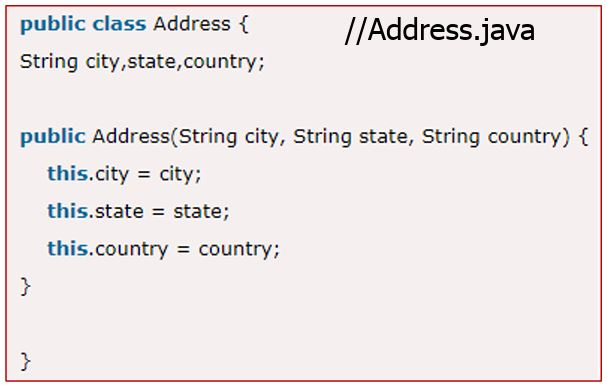 public class Address {
//Address.java
String city,state,country;
public Address(String city, String state, String country) {
this.city = city;
this.state = state;
this.country = country;
}
}